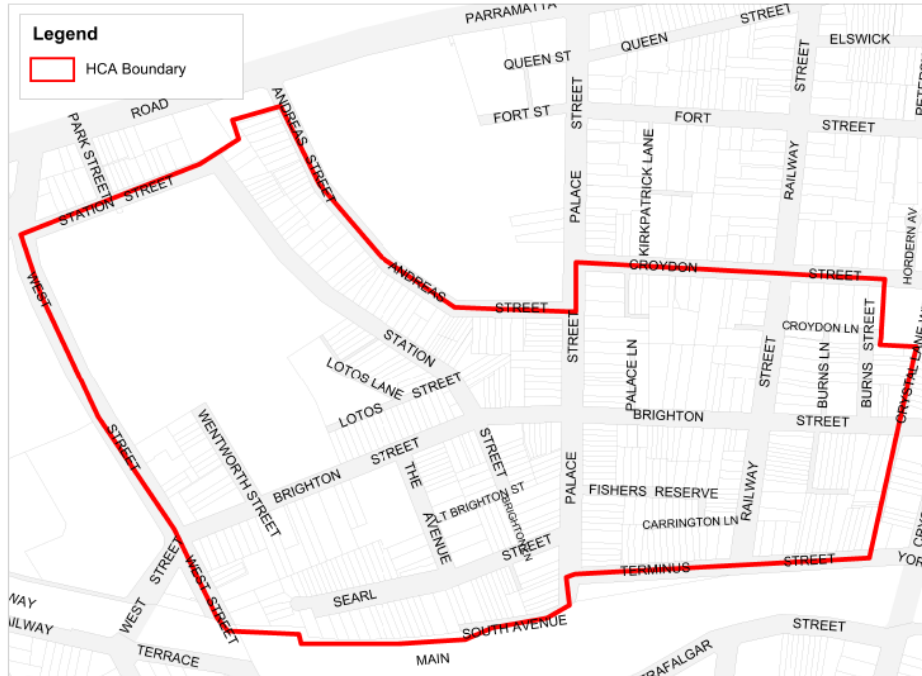 Legend
HCA Boundary
PARRAMATTA
ROAD
QUEEN STREET
QUEEN ST
ELSWICK
STREET
FORT ST
FORT STREET
PARK STREET
ANDREAS STREET
PALACE STREET
KIRKPATRICK LANE
RAILWAY
HORDERN AV
STATION STREET
WEST
ANDREAS STREET
CROYDON STREET
STATION
STREET
PALACE LN
STREET
CROYDON LN
BURNS LN
BURNS STREET
CRYSTAL LANE
LOTOS LANE
LOTOS STREET
BRIGHTON STREET
WENTWORTH STREET
STREET
BRIGHTON STREET
THE AVENUE
STREET
LT BRIGHTON ST
BRIGHTON LN
PALACE
RAILWAY
FISHERS RESERVE
CARRINGTON LN
SEARL STREET
TERMINUS STREET
WEST STREET
WEST STREET
SOUTH AVENUE
MAIN
TERRACE
STREET